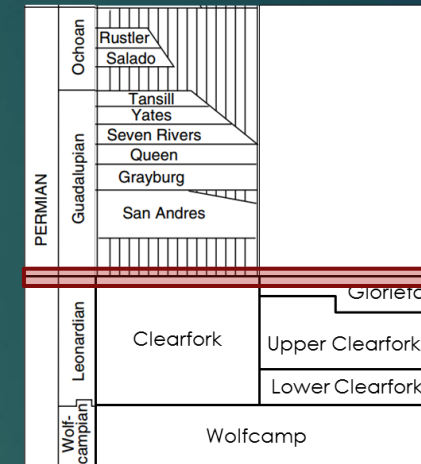 PERMIAN
Ochoan
Rustler
Salado
Guadalupian
Tansill
Yates
Seven Rivers
Queen
Grayburg
San Andres
Leonardian
Clearfork
Upper Clearfork
Lower Clearfork
Wolf-
campian
Wolfcamp